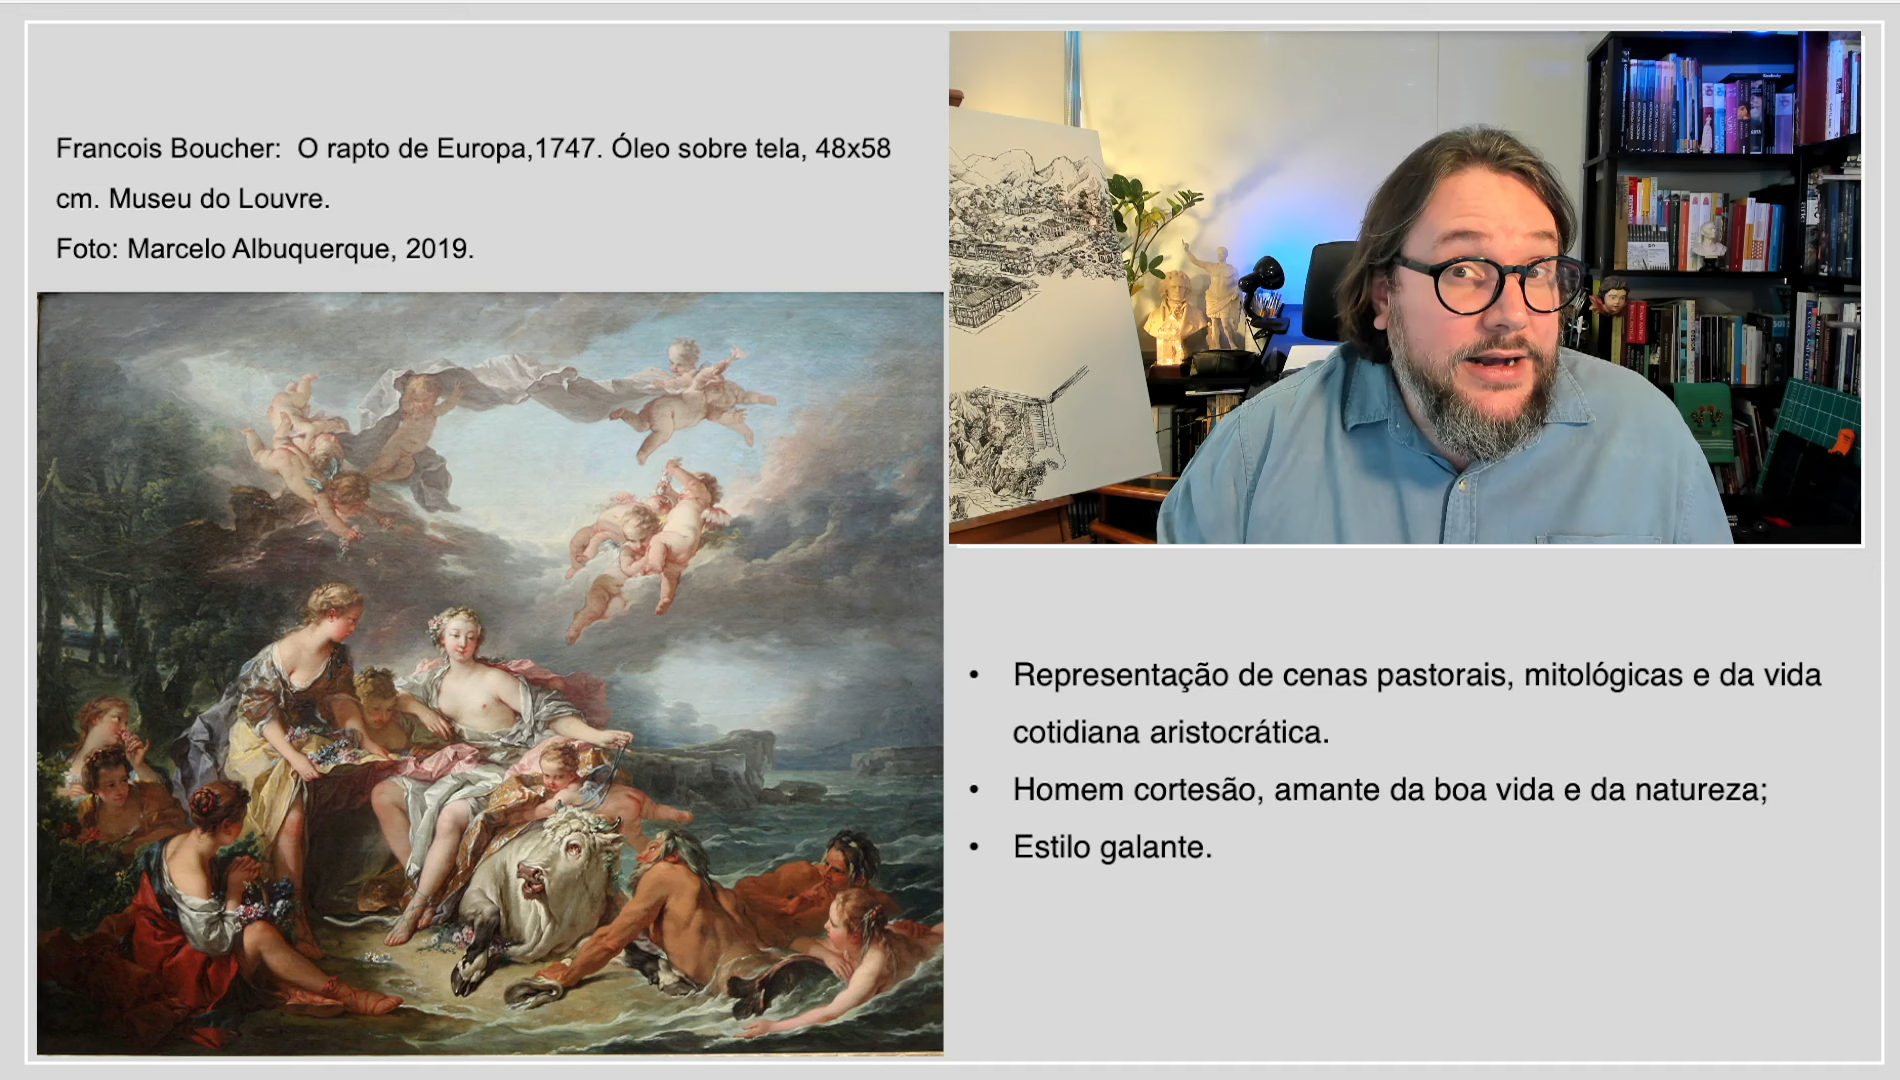 Francois Boucher:  O rapto de Europa,1747. Óleo sobre tela, 48x58
cm. Museu do Louvre.
Foto: Marcelo Albuquerque, 2019.
• Representação de cenas pastorais, mitológicas e da vida
cotidiana aristocrática.
• Homem cortesão, amante da boa vida e da natureza;
• Estilo galante.